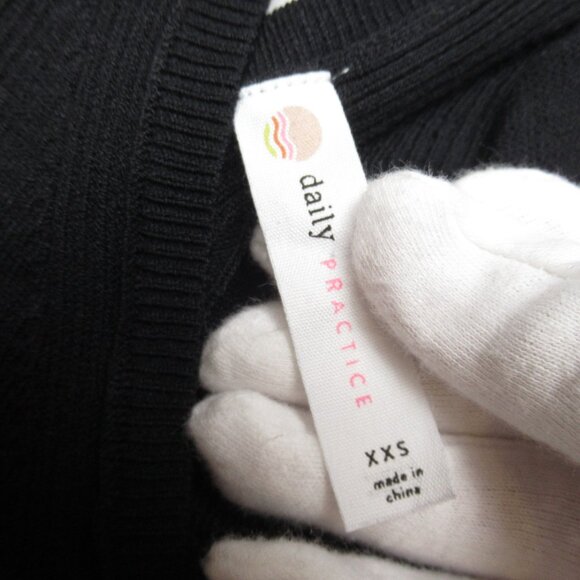 daily PRACTICE
XXS
made in
china